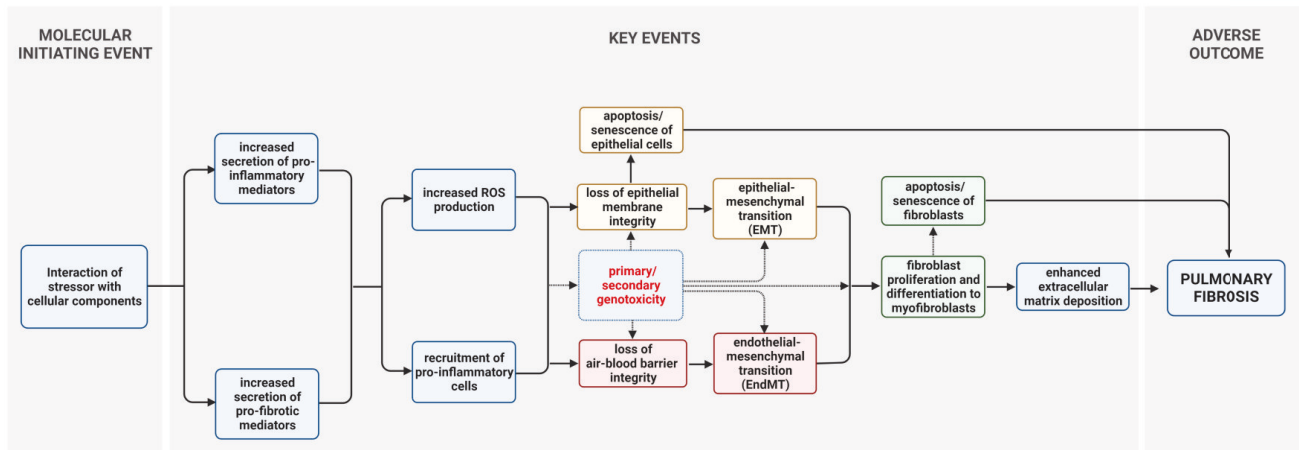 MOLECULAR
INITIATING EVENT
KEY EVENTS
ADVERSE
OUTCOME
Interaction of
stressor with
cellular components
increased
secretion of pro-
inflammatory
mediators
increased
secretion of
pro-fibrotic
mediators
increased ROS
production
recruitment of
pro-inflammatory
cells
apoptosis/
senescence of
epithelial cells
loss of epithelial
membrane
integrity
primary/
secondary
genotoxicity
loss of
air-blood barrier
integrity
epithelial-
mesenchymal
transition
(EMT)
endothelial-
mesenchymal
transition
(EndMT)
apoptosis/
senescence of
fibroblasts
fibroblast
proliferation and
differentiation to
myofibroblasts
enhanced
extracellular
matrix deposition
PULMONARY
FIBROSIS